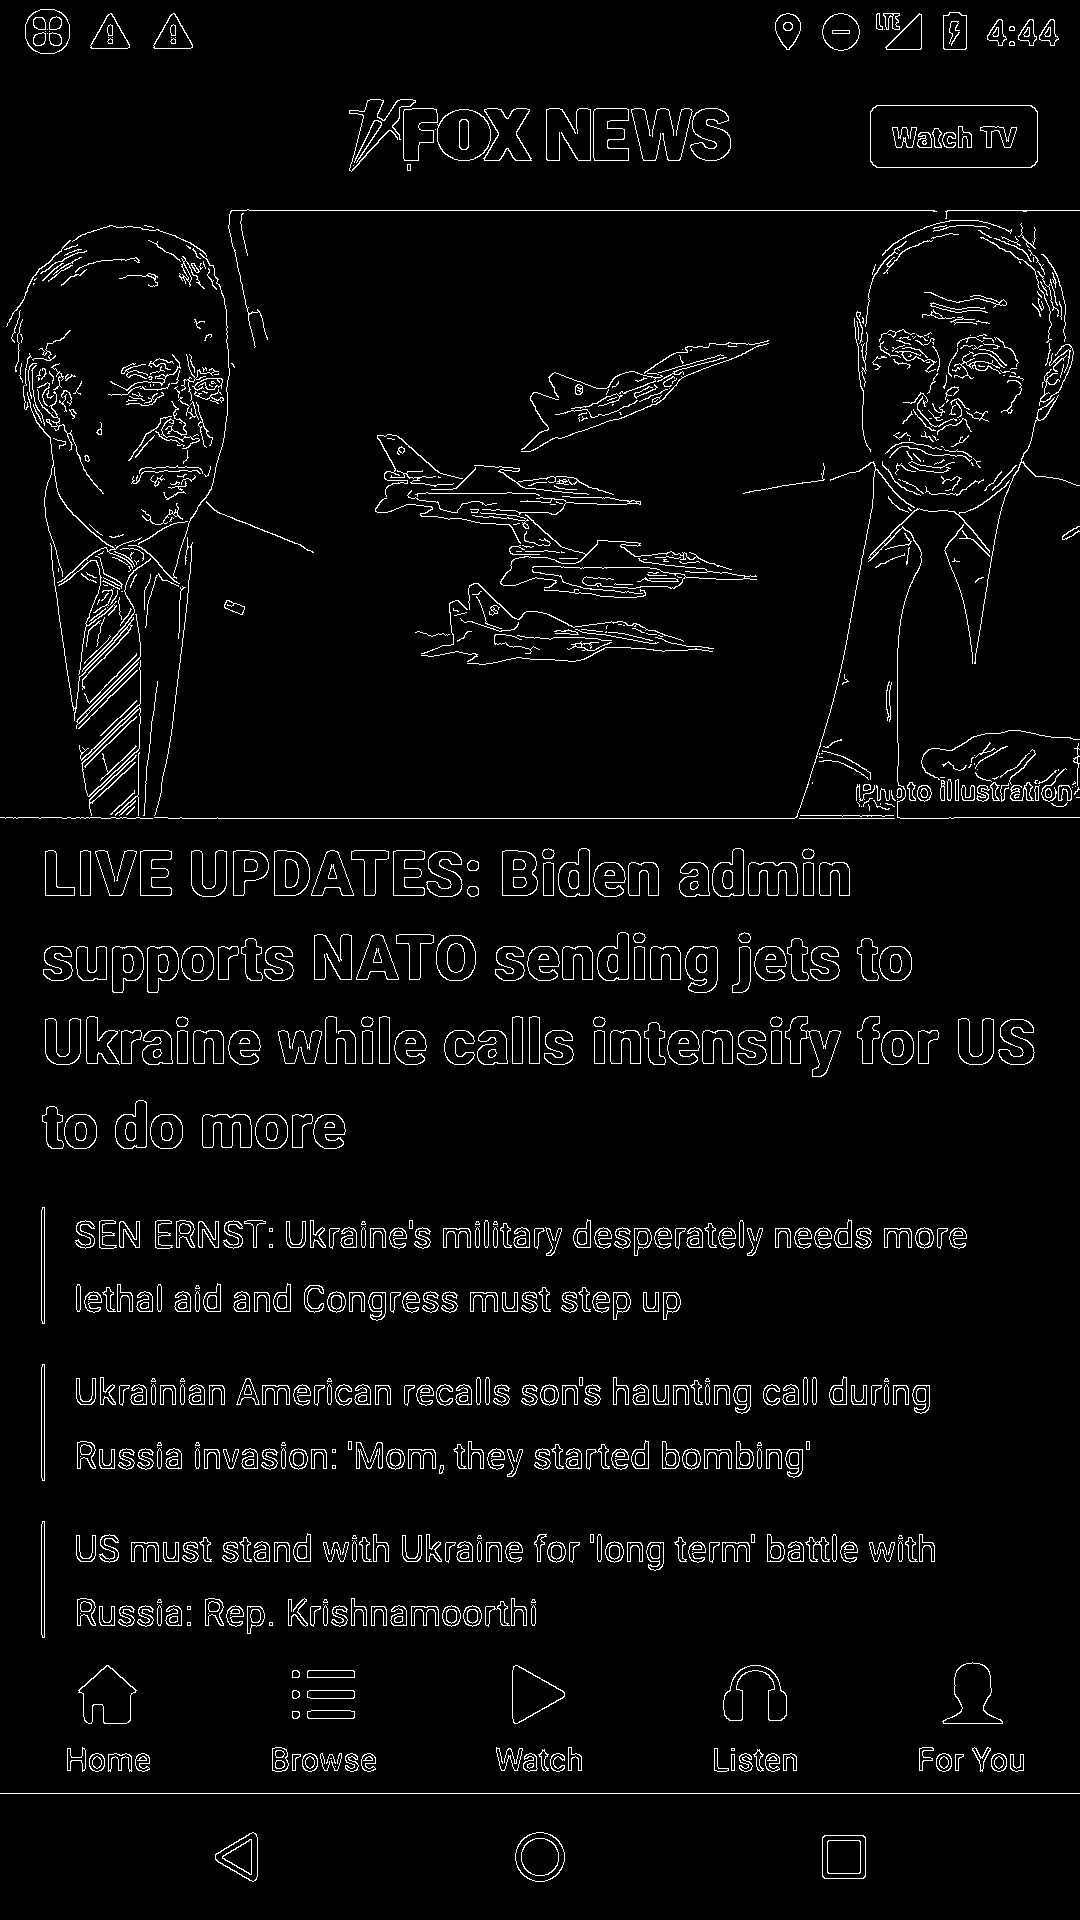 LTE 4:44
FOX NEWS
Watch TV
Photo illustration
LIVE UPDATES: Biden admin
supports NATO sending jets to
Ukraine while calls intensify for US
to do more
SEN ERNST: Ukraine's military desperately needs more
lethal aid and Congress must step up
Ukrainian American recalls son's haunting call during
Russia invasion: 'Mom, they started bombing'
US must stand with Ukraine for 'long term' battle with
Russia: Rep. Krishnamoorthi
Home Browse Watch Listen For You